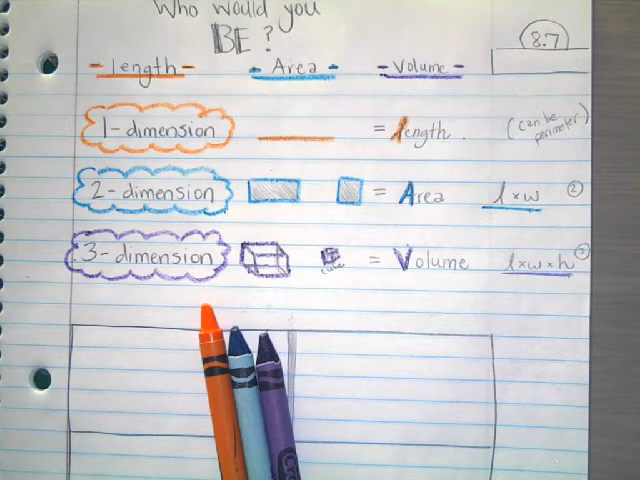 Who would you
BE?
8.7
- Length - - Area - - Volume -
1-dimension = length. (can be perimeter)
2-dimension = Area l×w ②
3-dimension cube = Volume l×w×h